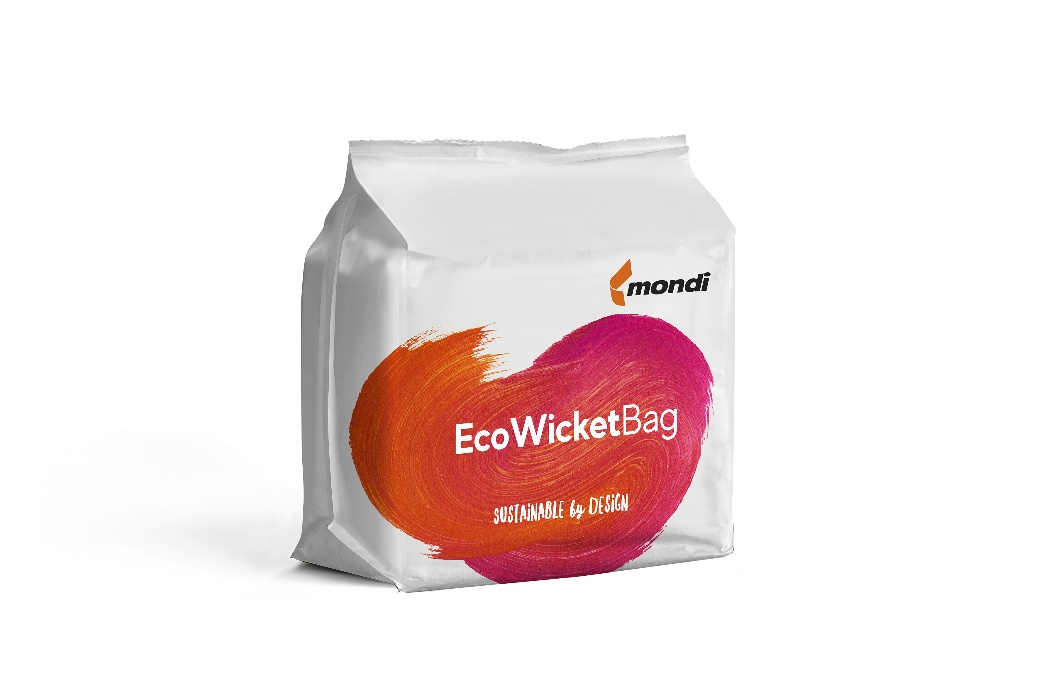 mondi
EcoWicketBag
SUSTAINABLE by DESIGN